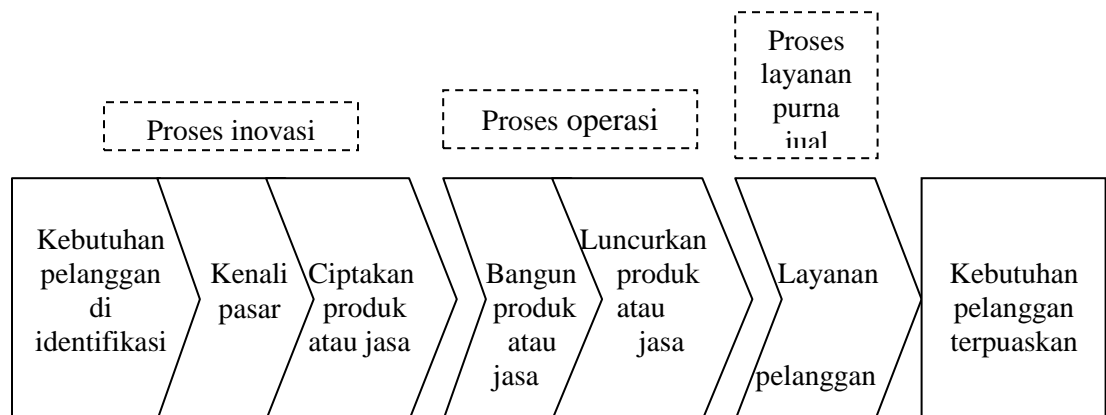 Proses inovasi
Proses operasi
Proses
layanan
purna
jual
Kebutuhan
pelanggan
di
identifikasi
Kenali
pasar
Ciptakan
produk
atau jasa
Bangun
produk
atau
jasa
Luncurkan
produk
atau
jasa
Layanan
pelanggan
Kebutuhan
pelanggan
terpuaskan